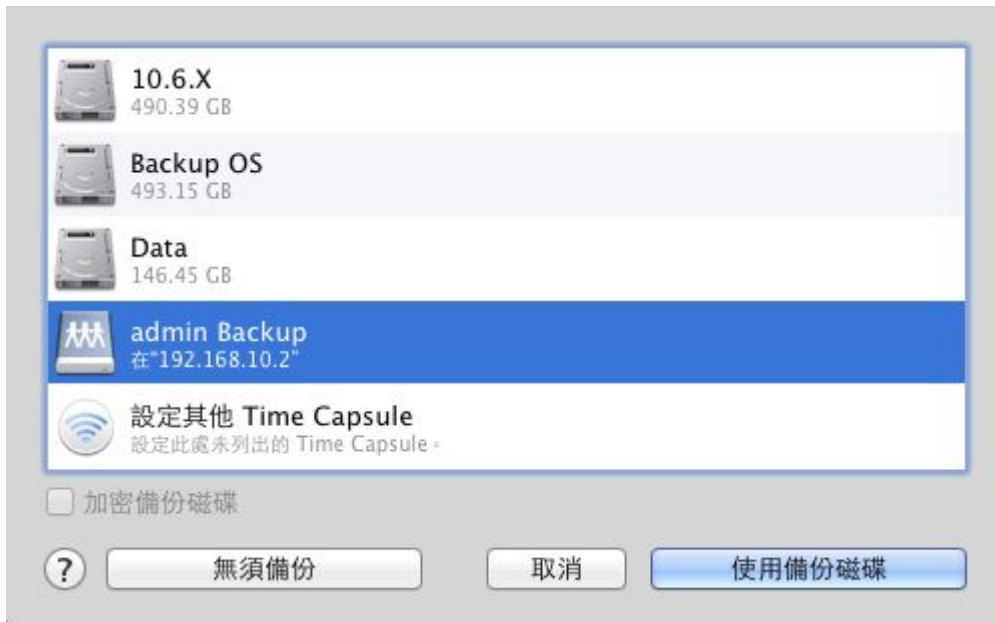 10.6.X
490.39 GB
Backup OS
493.15 GB
Data
146.45 GB
admin Backup
在"192.168.10.2"
設定其他 Time Capsule
設定此處未列出的 Time Capsule。
加密備份磁碟
? 無須備份 取消 使用備份磁碟